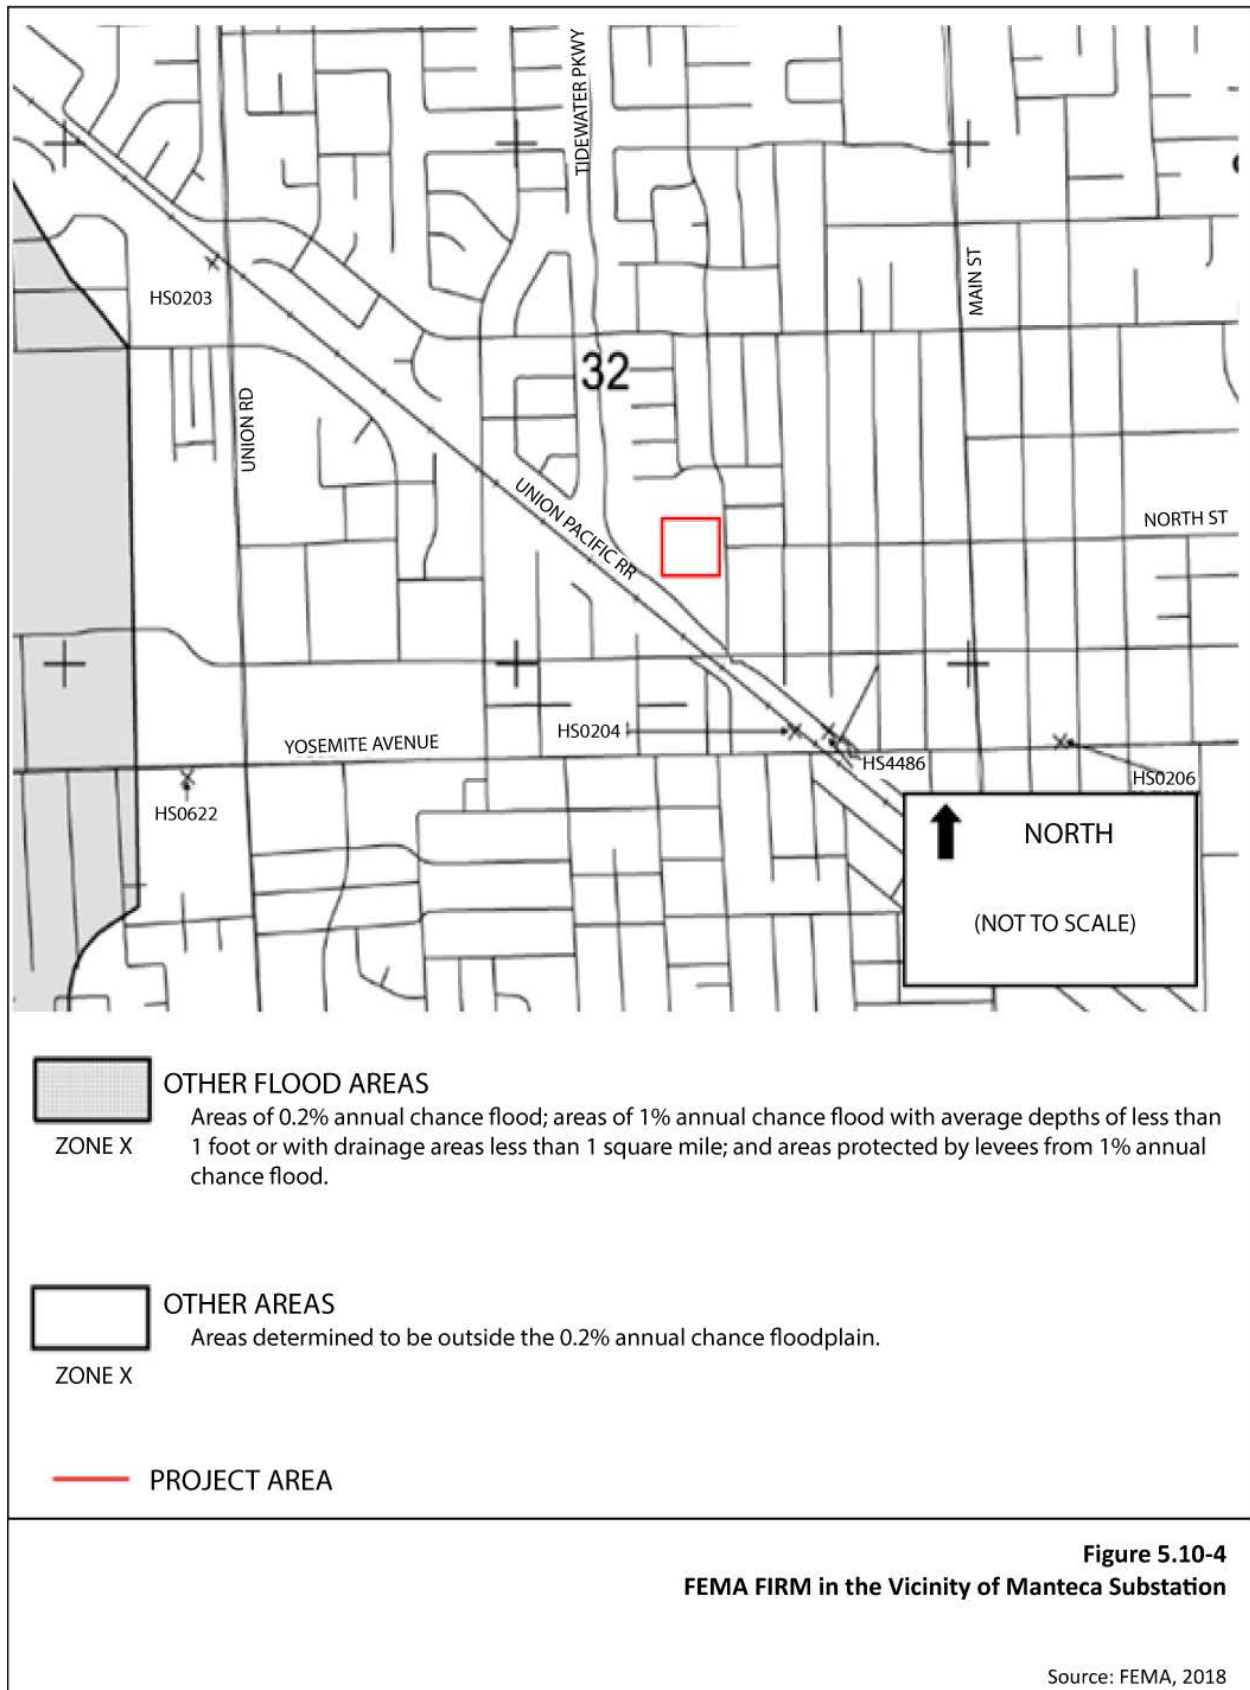 TIDEWATER PKWY
MAIN ST
HS0203
32
UNION RD
UNION PACIFIC RR
NORTH ST
HS0204
YOSEMITE AVENUE
HS4486
HS0206
HS0622
NORTH
(NOT TO SCALE)
OTHER FLOOD AREAS
Areas of 0.2% annual chance flood; areas of 1% annual chance flood with average depths of less than
ZONE X
1 foot or with drainage areas less than 1 square mile; and areas protected by levees from 1% annual
chance flood.
OTHER AREAS
Areas determined to be outside the 0.2% annual chance floodplain.
ZONE X
PROJECT AREA
Figure 5.10-4
FEMA FIRM in the Vicinity of Manteca Substation
Source: FEMA, 2018